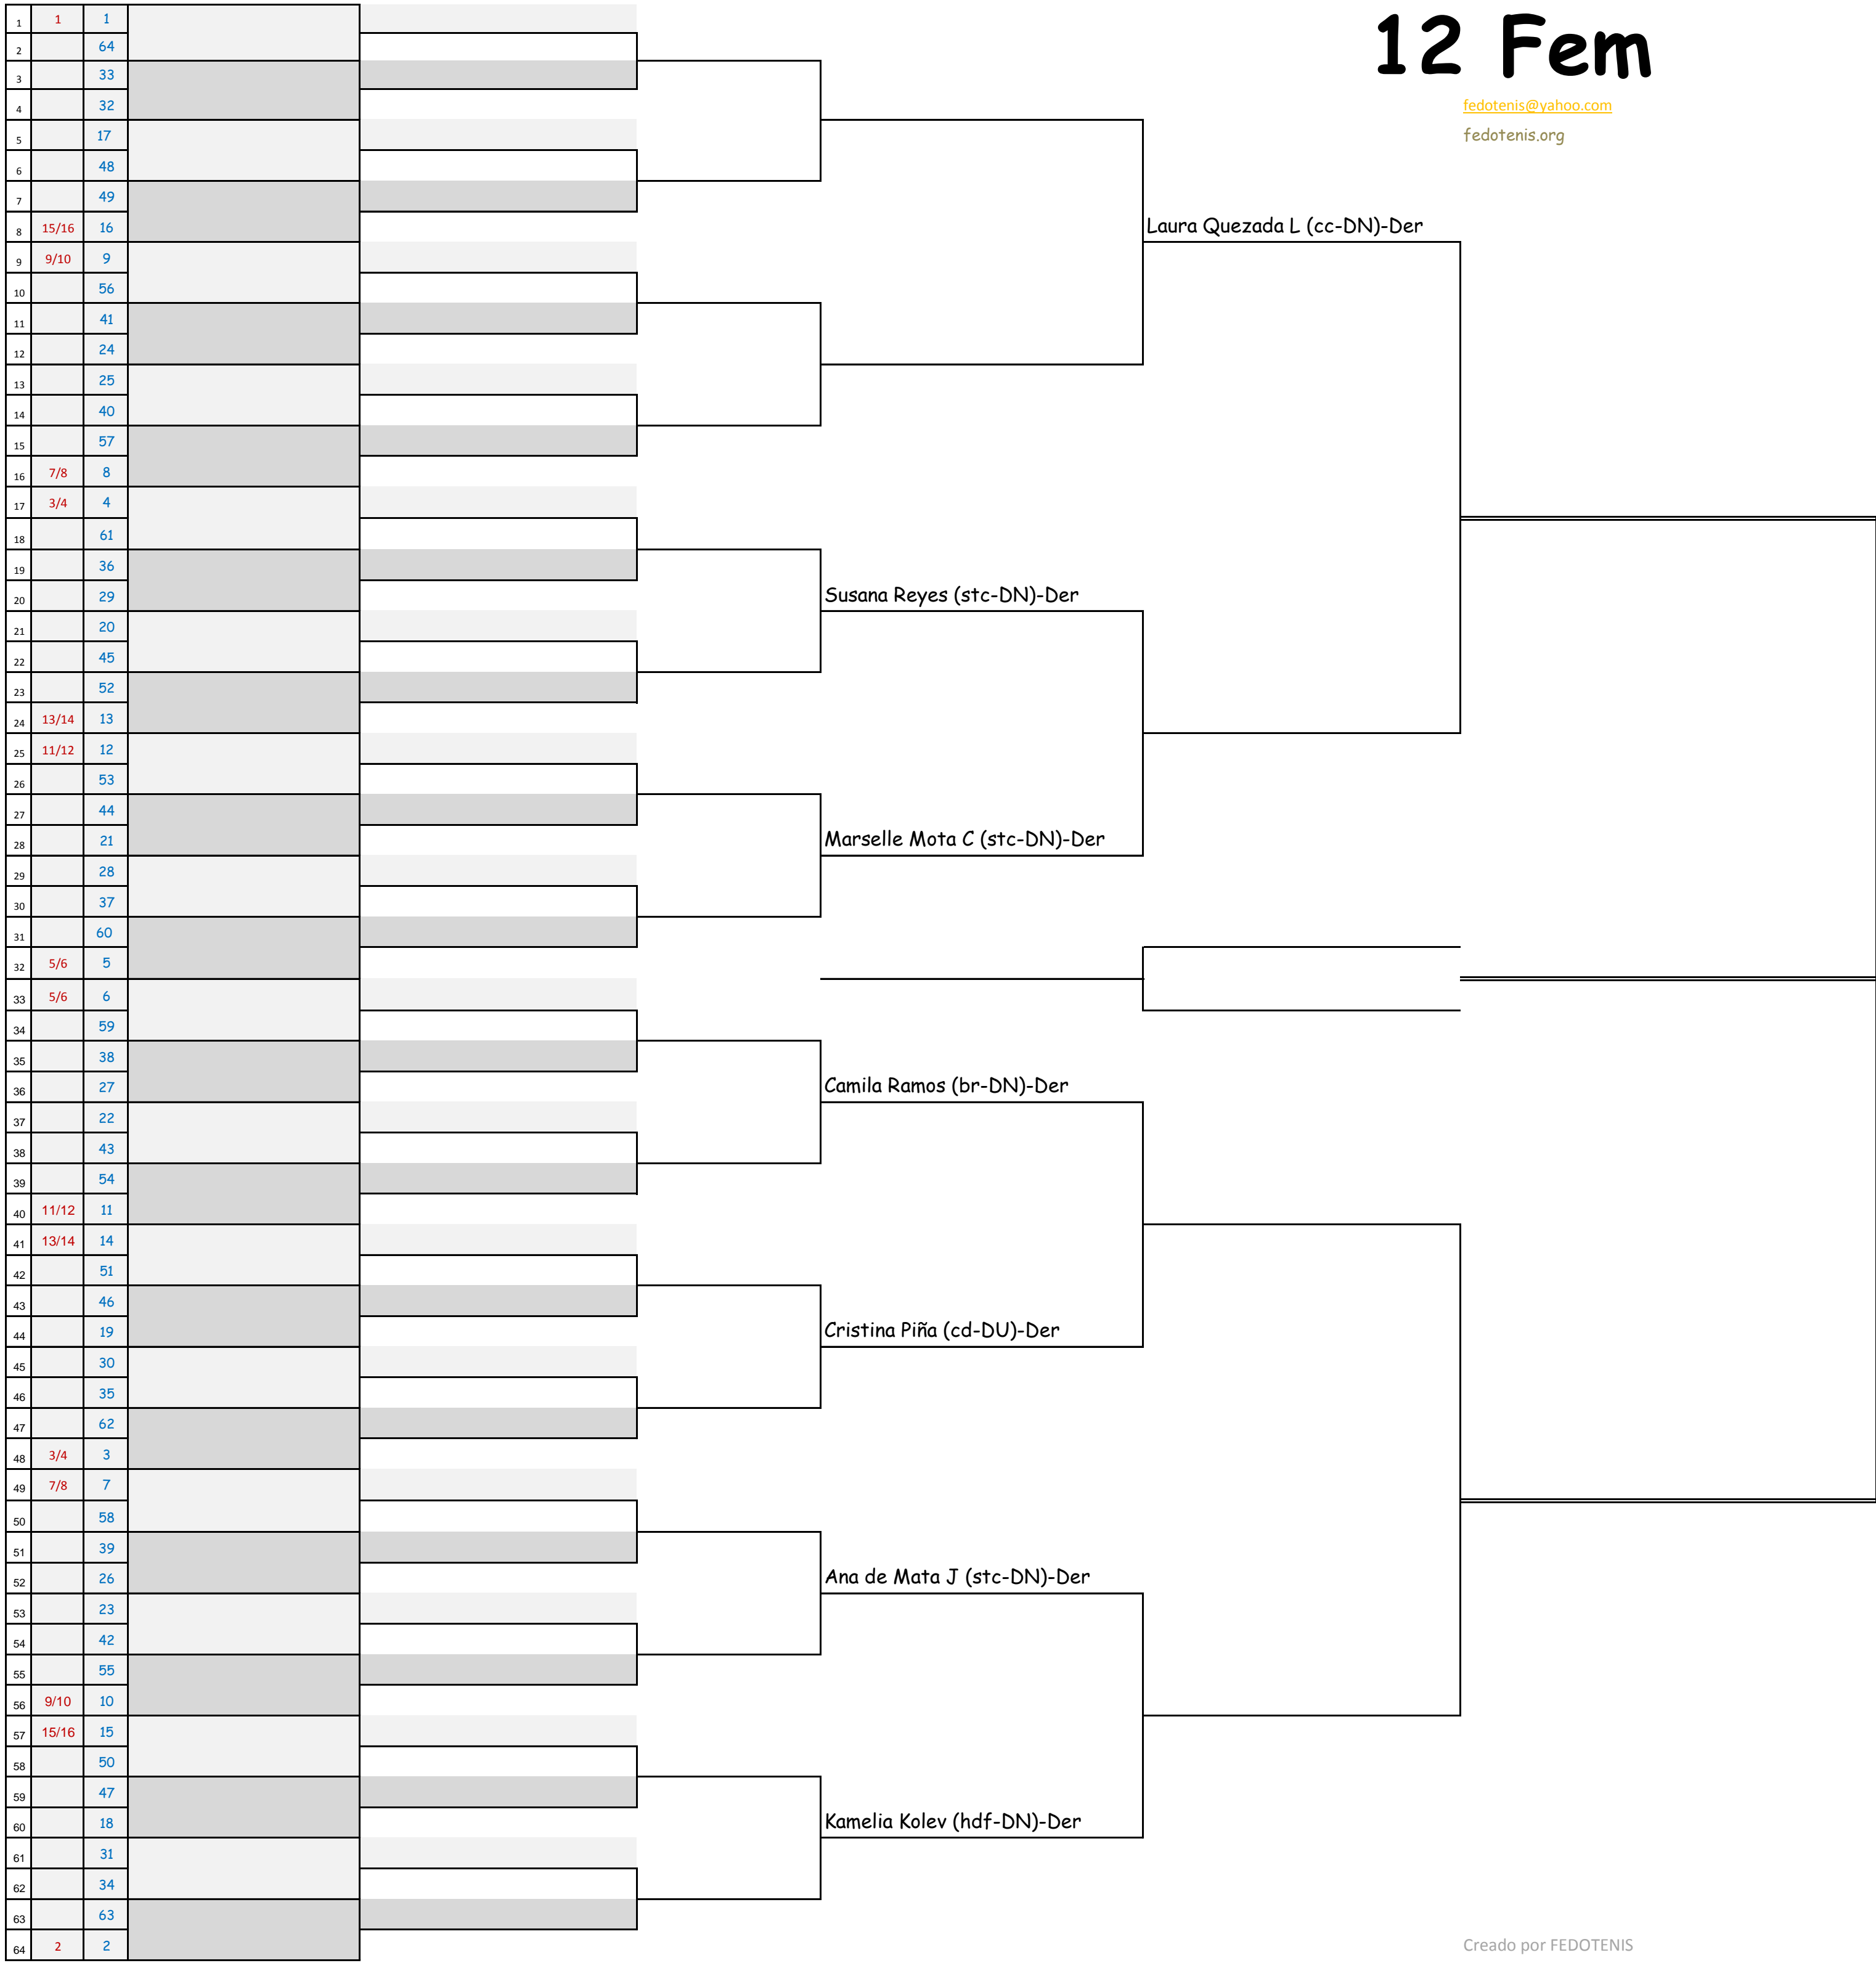 12 Fem
fedotenis@yahoo.com
fedotenis.org
1 1 1
2 64
3 33
4 32
5 17
6 48
7 49
8 15/16 16
Laura Quezada L (cc-DN)-Der
9 9/10 9
10 56
11 41
12 24
13 25
14 40
15 57
16 7/8 8
17 3/4 4
18 61
19 36
20 29
Susana Reyes (stc-DN)-Der
21 20
22 45
23 52
24 13/14 13
25 11/12 12
26 53
27 44
28 21
Marselle Mota C (stc-DN)-Der
29 28
30 37
31 60
32 5/6 5
33 5/6 6
34 59
35 38
36 27
Camila Ramos (br-DN)-Der
37 22
38 43
39 54
40 11/12 11
41 13/14 14
42 51
43 46
44 19
Cristina Piña (cd-DU)-Der
45 30
46 35
47 62
48 3/4 3
49 7/8 7
50 58
51 39
52 26
Ana de Mata J (stc-DN)-Der
53 23
54 42
55 55
56 9/10 10
57 15/16 15
58 50
59 47
60 18
Kamelia Kolev (hdf-DN)-Der
61 31
62 34
63 63
64 2 2
Creado por FEDOTENIS